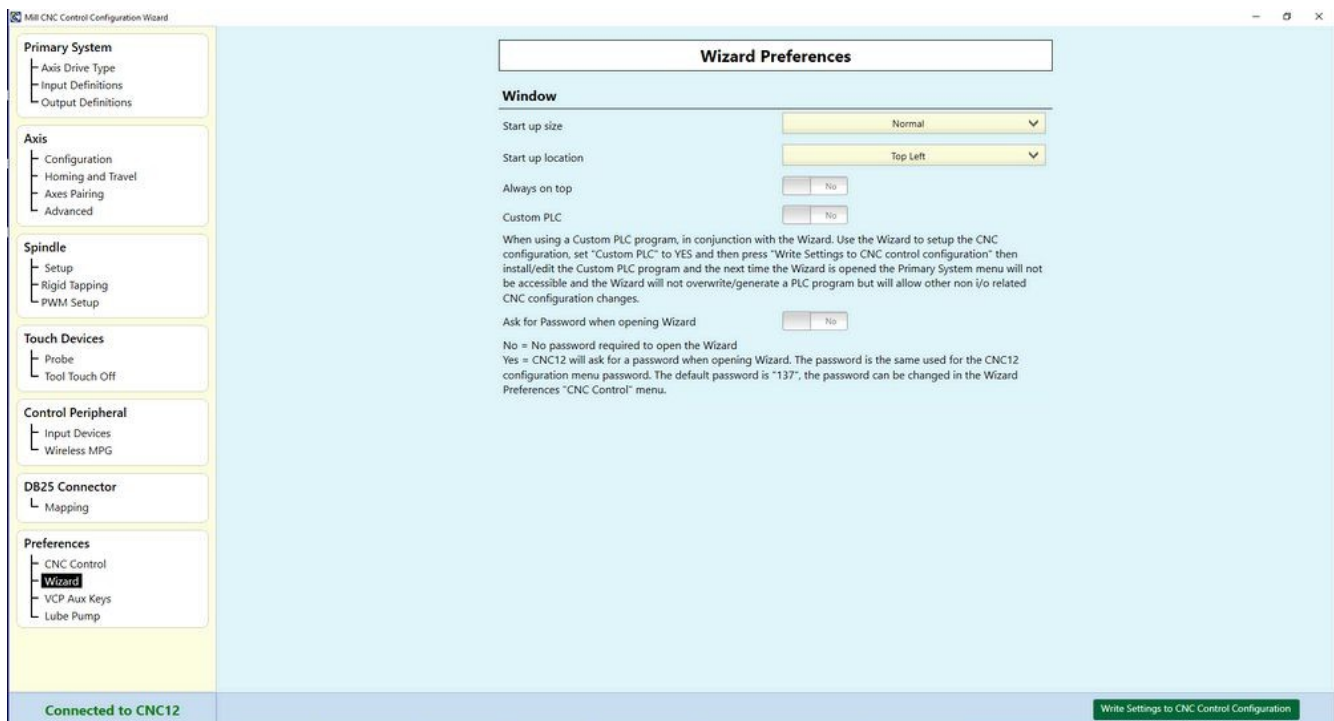 Mill CNC Control Configuration Wizard
Primary System
Axis Drive Type
Input Definitions
Output Definitions
Axis
Configuration
Homing and Travel
Axes Pairing
Advanced
Spindle
Setup
Rigid Tapping
PWM Setup
Touch Devices
Probe
Tool Touch Off
Control Peripheral
Input Devices
Wireless MPG
DB25 Connector
Mapping
Preferences
CNC Control
Wizard
VCP Aux Keys
Lube Pump
Connected to CNC12
Wizard Preferences
Window
Start up size Normal
Start up location Top Left
Always on top No
Custom PLC No
When using a Custom PLC program, in conjunction with the Wizard. Use the Wizard to setup the CNC
configuration, set "Custom PLC" to YES and then press "Write Settings to CNC control configuration" then
install/edit the Custom PLC program and the next time the Wizard is opened the Primary System menu will not
be accessible and the Wizard will not overwrite/generate a PLC program but will allow other non i/o related
CNC configuration changes.
Ask for Password when opening Wizard No
No = No password required to open the Wizard
Yes = CNC12 will ask for a password when opening Wizard. The password is the same used for the CNC12
configuration menu password. The default password is "137", the password can be changed in the Wizard
Preferences "CNC Control" menu.
Write Settings to CNC Control Configuration